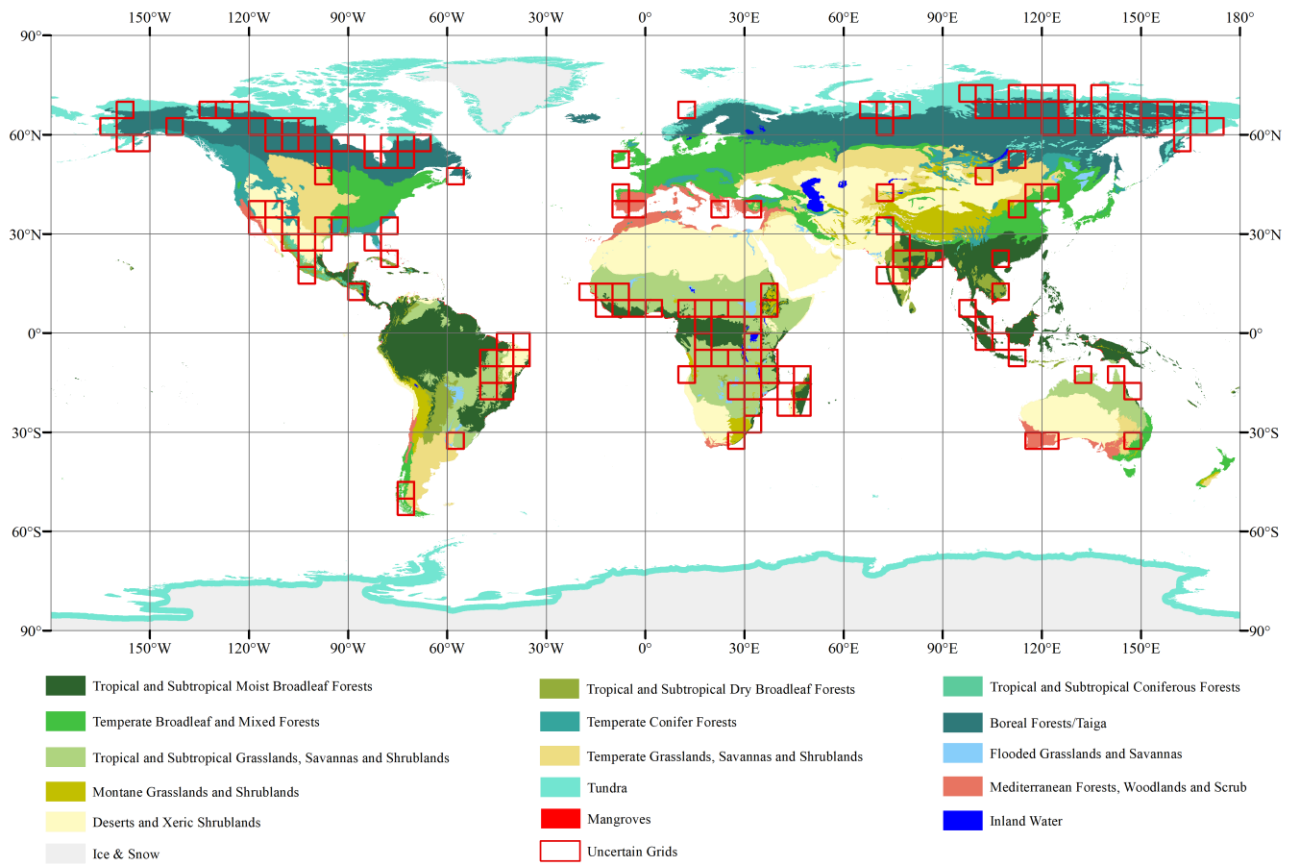 150°W 120°W 90°W 60°W 30°W 0° 30°E 60°E 90°E 120°E 150°E 180°
90° 90°
60°N 60°N
30°N 30°N
0° 0°
30°S 30°S
60°S 60°S
90° 90°
150°W 120°W 90°W 60°W 30°W 0° 30°E 60°E 90°E 120°E 150°E
Tropical and Subtropical Moist Broadleaf Forests
Tropical and Subtropical Dry Broadleaf Forests
Tropical and Subtropical Coniferous Forests
Temperate Broadleaf and Mixed Forests
Temperate Conifer Forests
Boreal Forests/Taiga
Tropical and Subtropical Grasslands, Savannas and Shrublands
Temperate Grasslands, Savannas and Shrublands
Flooded Grasslands and Savannas
Montane Grasslands and Shrublands
Tundra
Mediterranean Forests, Woodlands and Scrub
Deserts and Xeric Shrublands
Mangroves
Inland Water
Ice & Snow
Uncertain Grids